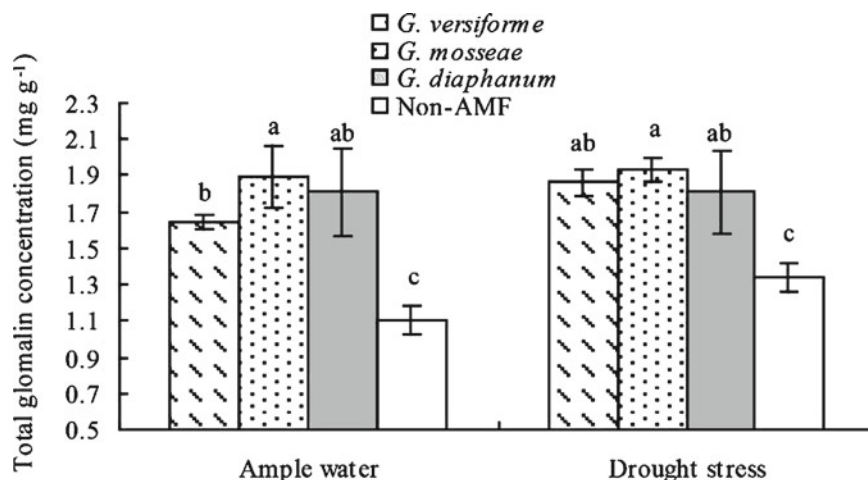 G. versiforme
G. mosseae
G. diaphanum
Non-AMF
Total glomalin concentration (mg g⁻¹)
2.3
2.1
1.9
1.7
1.5
1.3
1.1
0.9
0.7
0.5
b
a
ab
c
ab
a
ab
c
Ample water
Drought stress